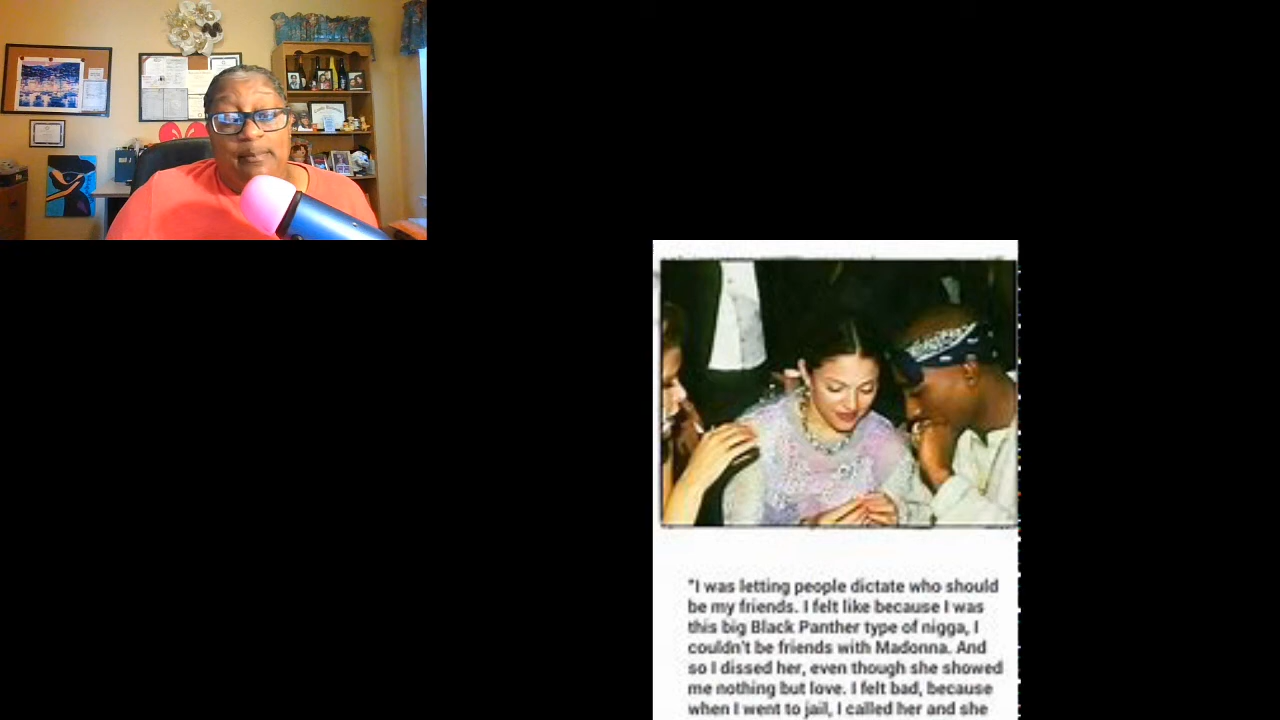 "I was letting people dictate who should
be my friends. I felt like because I was
this big Black Panther type of nigga, I
couldn't be friends with Madonna. And
so I dissed her, even though she showed
me nothing but love. I felt bad, because
when I went to jail, I called her and she